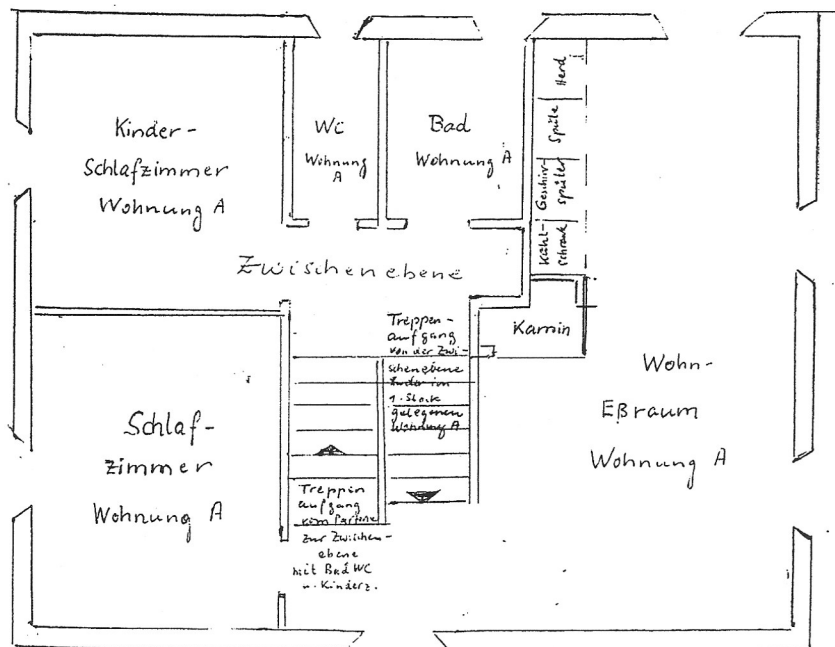 Kinder-
Schlafzimmer
Wohnung A
WC
Wohnung
A
Bad
Wohnung A
Herd
Spüle
Geschirr-
spüler
Kühl-
schrank
Zwischenebene
Treppen-
aufgang
von der Zwi-
schenebene
im
1. Stock
gelegenen
Wohnung A
Kamin
Wohn-
Eßraum
Wohnung A
Schlaf-
zimmer
Wohnung A
Treppen
aufgang
vom
zur Zwischen-
ebene
mit Bad WC
u. Kinderz.